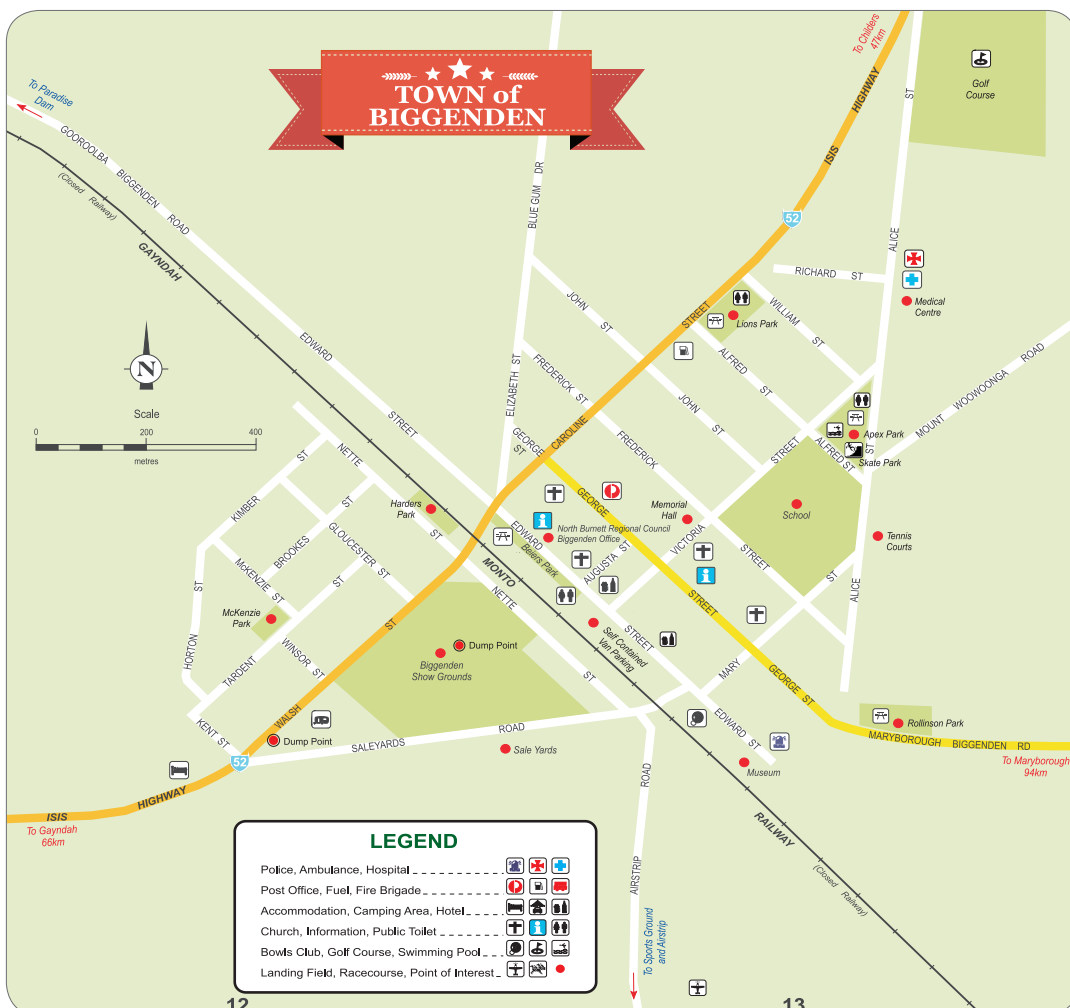 TOWN of
BIGGENDEN
To Childers
47km
Golf
Course
To Paradise
Dam
GOOROOLBA BIGGENDEN ROAD
(Closed Railway)
GAYNDAH
BLUE GUM DR
HIGHWAY
ISIS
52
ST
ALICE
RICHARD ST
Medical
Centre
JOHN ST
WILLIAM ST
STREET
Lions Park
ALFRED ST
MOUNT WOOWOONGA ROAD
N
Scale
0 200 400
metres
EDWARD STREET
ELIZABETH ST
FREDERICK ST
JOHN ST
CAROLINE
GEORGE ST
FREDERICK STREET
STREET
ALFRED ST
Apex Park
Skate Park
ST
NETTE ST
KIMBER ST
Harders
Park
GEORGE STREET
Memorial
Hall
VICTORIA
School
Tennis
Courts
North Burnett Regional Council
Biggenden Office
EDWARD STREET
Beiers Park
AUGUSTA ST
BROOKES ST
GLOUCESTER ST
McKENZIE ST
MONTO
NETTE ST
McKenzie
Park
HORTON ST
TARDENT ST
WINSOR ST
ST
Self Contained
Van Parking
MARY ST
ALICE
Dump Point
Biggenden
Show Grounds
WALSH
KENT ST
Dump Point
SALEYARDS ROAD
Sale Yards
GEORGE ST
EDWARD ST
Rollinson Park
MARYBOROUGH BIGGENDEN RD
To Maryborough
94km
Museum
52
HIGHWAY
ISIS
To Gayndah
66km
AIRSTRIP ROAD
RAILWAY
(Closed Railway)
To Sports Ground
and Airstrip
LEGEND
Police, Ambulance, Hospital
Post Office, Fuel, Fire Brigade
Accommodation, Camping Area, Hotel
Church, Information, Public Toilet
Bowls Club, Golf Course, Swimming Pool
Landing Field, Racecourse, Point of Interest
12
13